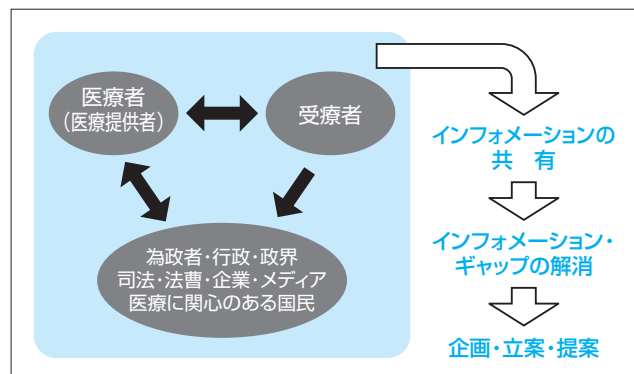 医療者
(医療提供者)
受療者
為政者・行政・政界
司法・法曹・企業・メディア
医療に関心のある国民
インフォメーションの
共 有
インフォメーション・
ギャップの解消
企画・立案・提案